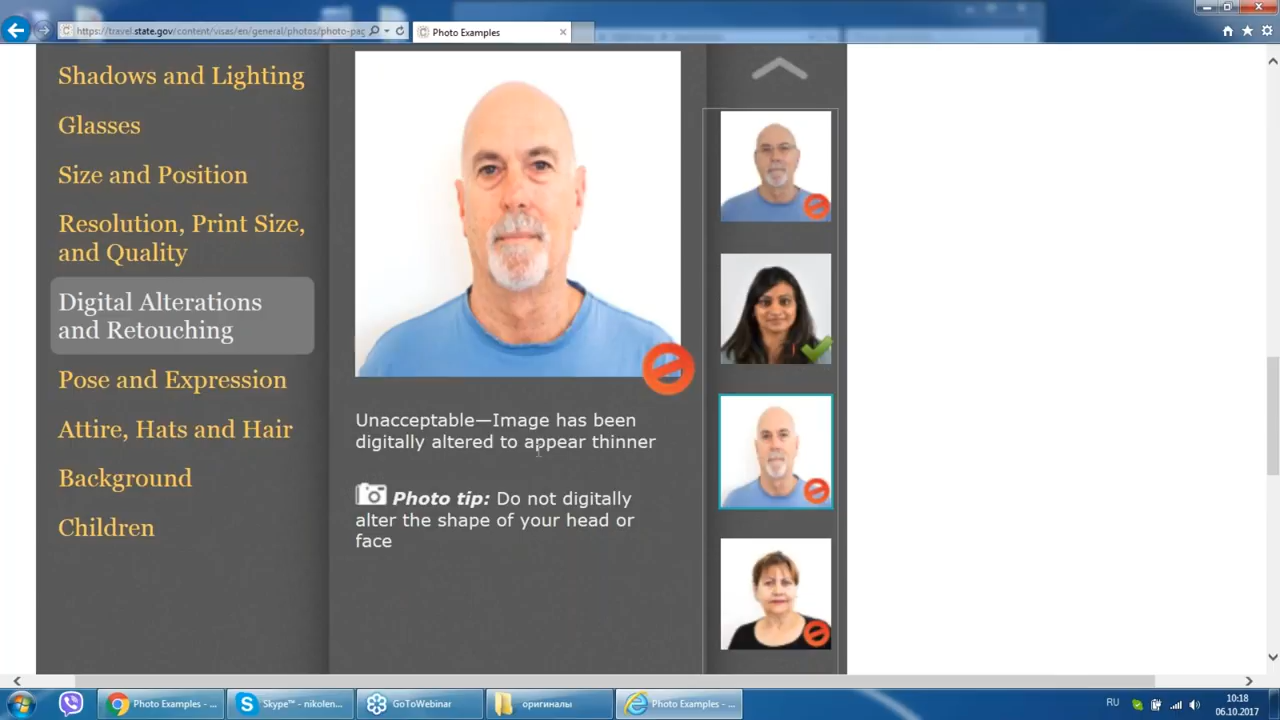 https://travel.state.gov/content/visas/en/general/photos/photo-pag
Photo Examples
Shadows and Lighting
Glasses
Size and Position
Resolution, Print Size,
and Quality
Digital Alterations
and Retouching
Pose and Expression
Attire, Hats and Hair
Background
Children
Unacceptable—Image has been
digitally altered to appear thinner
Photo tip: Do not digitally
alter the shape of your head or
face
Photo Examples - ...
Skype™ - nikolen...
GoToWebinar
оригиналы
Photo Examples - ...
RU
10:18
06.10.2017